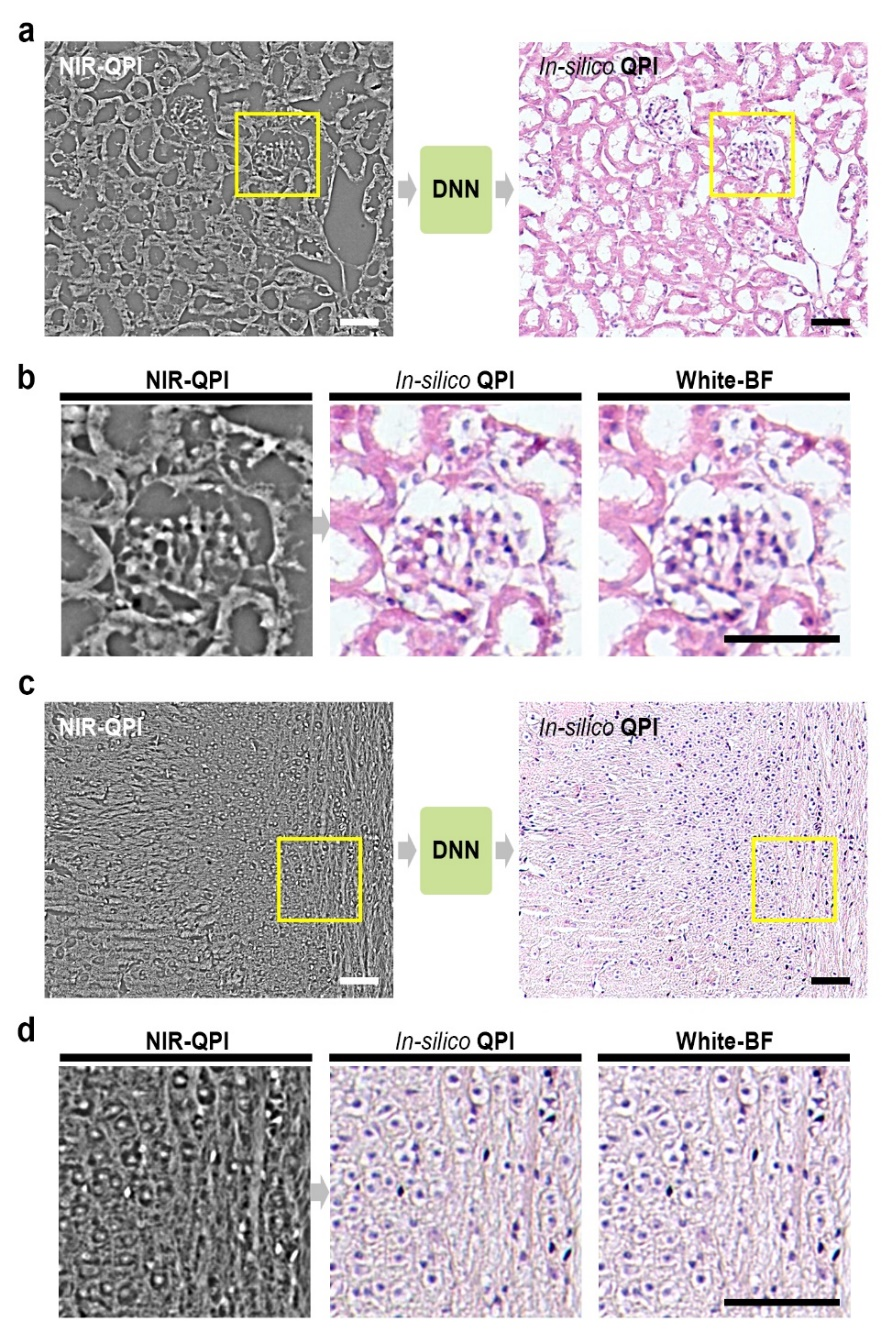 a
NIR-QPI
DNN
In-silico QPI
b
NIR-QPI
In-silico QPI
White-BF
c
NIR-QPI
DNN
In-silico QPI
d
NIR-QPI
In-silico QPI
White-BF